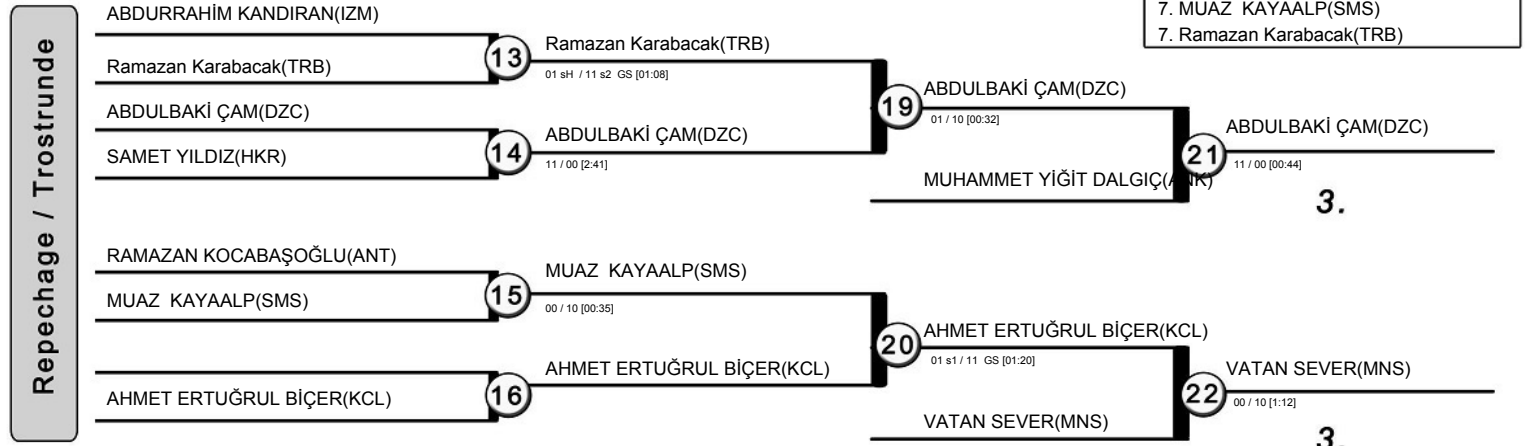 7. MUAZ  KAYAALP(SMS)
7. Ramazan Karabacak(TRB)
Repechage / Trostrunde
ABDURRAHİM KANDIRAN(IZM)
Ramazan Karabacak(TRB)
13
Ramazan Karabacak(TRB)
01 sH / 11 s2 GS [01:08]
ABDULBAKİ ÇAM(DZC)
SAMET YILDIZ(HKR)
14
ABDULBAKİ ÇAM(DZC)
11 / 00 [2:41]
19
ABDULBAKİ ÇAM(DZC)
01 / 10 [00:32]
MUHAMMET YİĞİT DALGIÇ(ANK)
21
ABDULBAKİ ÇAM(DZC)
11 / 00 [00:44]
3.
RAMAZAN KOCABAŞOĞLU(ANT)
MUAZ  KAYAALP(SMS)
15
MUAZ  KAYAALP(SMS)
00 / 10 [00:35]
AHMET ERTUĞRUL BİÇER(KCL)
16
AHMET ERTUĞRUL BİÇER(KCL)
20
AHMET ERTUĞRUL BİÇER(KCL)
01 s1 / 11 GS [01:20]
VATAN SEVER(MNS)
22
VATAN SEVER(MNS)
00 / 10 [1:12]
3.